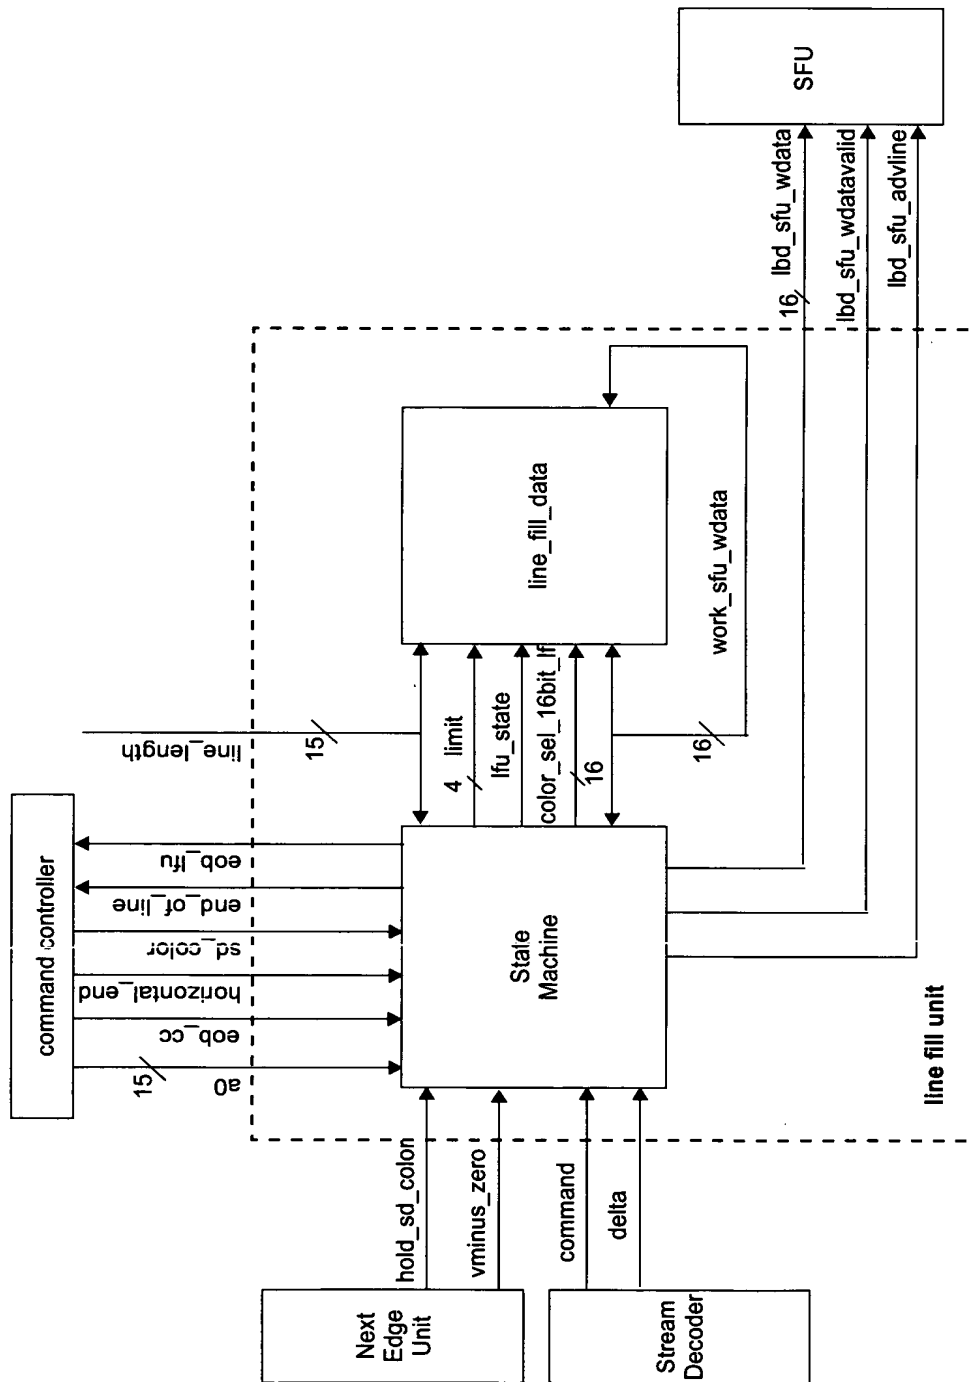 command controller
a0
15
eob_cc
horizontal_end
sd_color
end_of_line
eob_lfu
line_length
15
Next
Edge
Unit
hold_sd_colon
vminus_zero
Stream
Decoder
command
delta
State
Machine
4
limit
lfu_state
color_sel_16bit_lf
16
line_fill_data
16
work_sfu_wdata
16
lbd_sfu_wdata
lbd_sfu_wdatavalid
lbd_sfu_advline
SFU
line fill unit